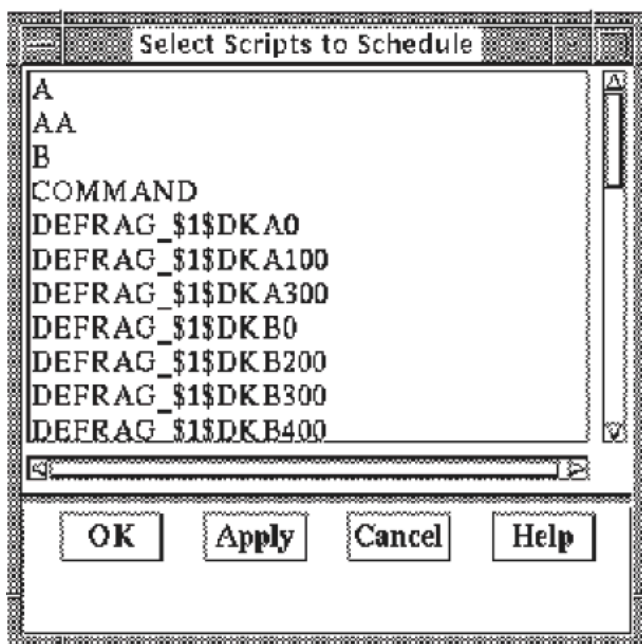 Select Scripts to Schedule
A
AA
B
COMMAND
DEFRAG_$1$DKA0
DEFRAG_$1$DKA100
DEFRAG_$1$DKA300
DEFRAG_$1$DKB0
DEFRAG_$1$DKB200
DEFRAG_$1$DKB300
DEFRAG_$1$DKB400
OK Apply Cancel Help